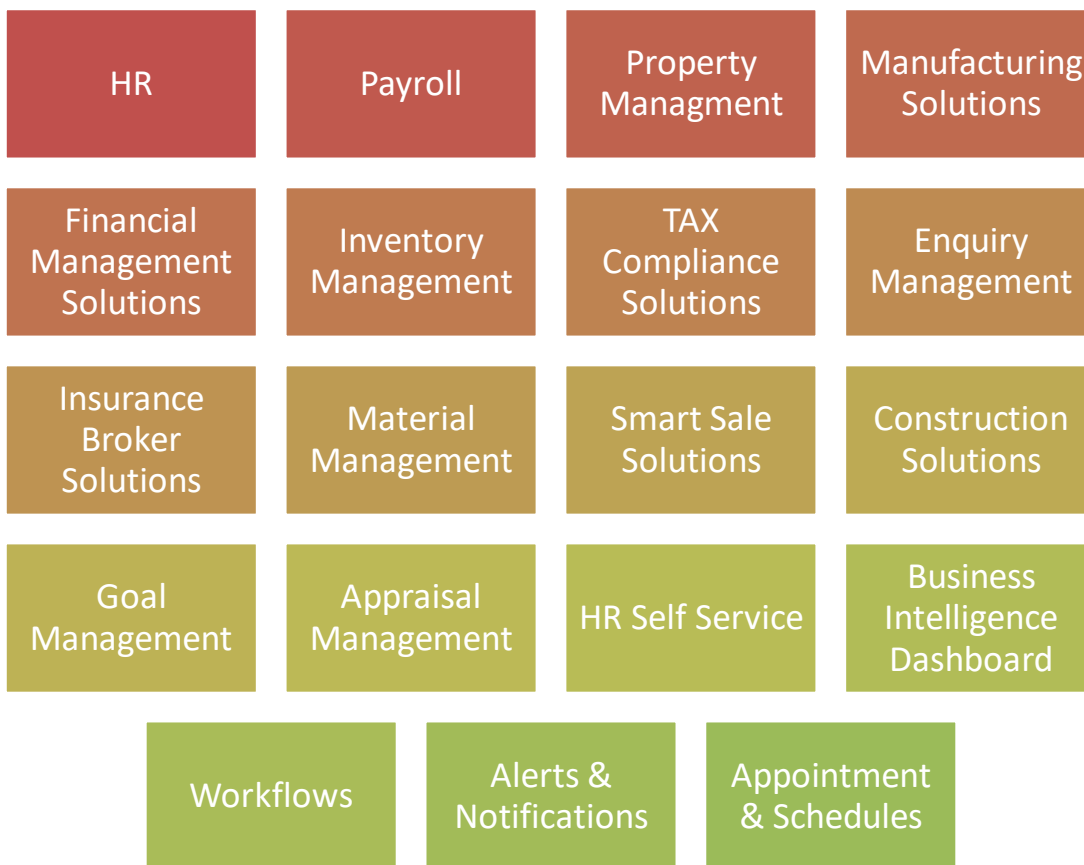 HR
Payroll
Property
Managment
Manufacturing
Solutions
Financial
Management
Solutions
Inventory
Management
TAX
Compliance
Solutions
Enquiry
Management
Insurance
Broker
Solutions
Material
Management
Smart Sale
Solutions
Construction
Solutions
Goal
Management
Appraisal
Management
HR Self Service
Business
Intelligence
Dashboard
Workflows
Alerts &
Notifications
Appointment
& Schedules